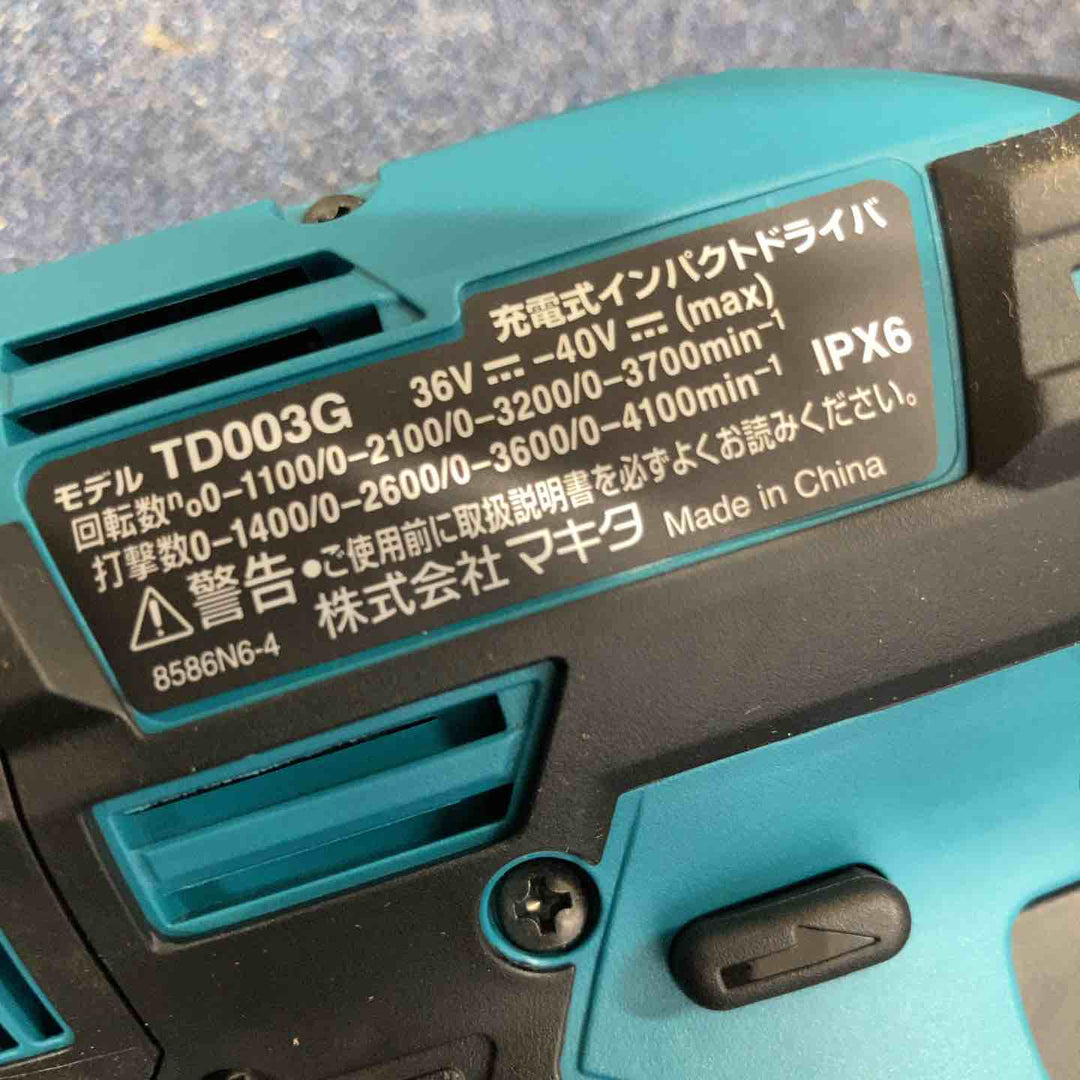 充電式インパクトドライバ
モデル TD003G 36V ⎓ -40V ⎓ (max)
回転数n₀0-1100/0-2100/0-3200/0-3700min⁻¹
打撃数0-1400/0-2600/0-3600/0-4100min⁻¹ IPX6
⚠警告 •ご使用前に取扱説明書を必ずよくお読みください。
8586N6-4 株式会社 マキタ Made in China